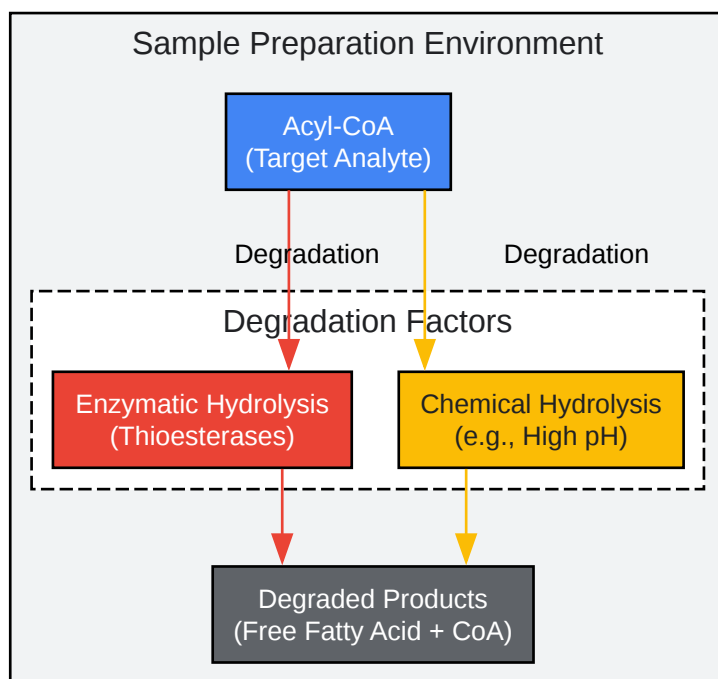 Sample Preparation Environment
Acyl-CoA
(Target Analyte)
Degradation
Degradation
Degradation Factors
Enzymatic Hydrolysis
(Thioesterases)
Chemical Hydrolysis
(e.g., High pH)
Degraded Products
(Free Fatty Acid + CoA)